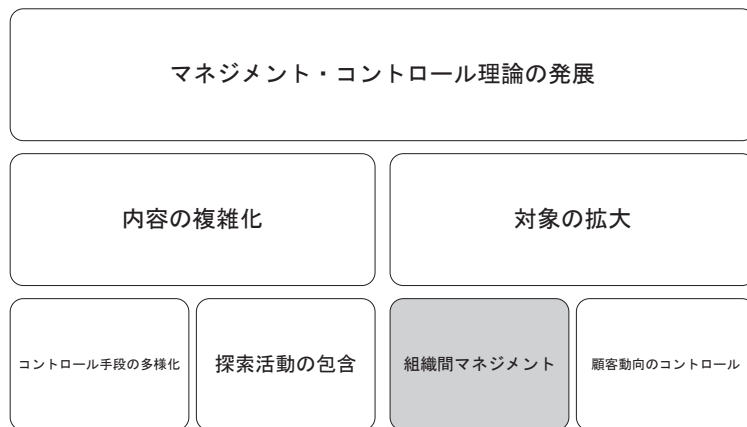 マネジメント・コントロール理論の発展
内容の複雑化
対象の拡大
コントロール手段の多様化
探索活動の包含
組織間マネジメント
顧客動向のコントロール